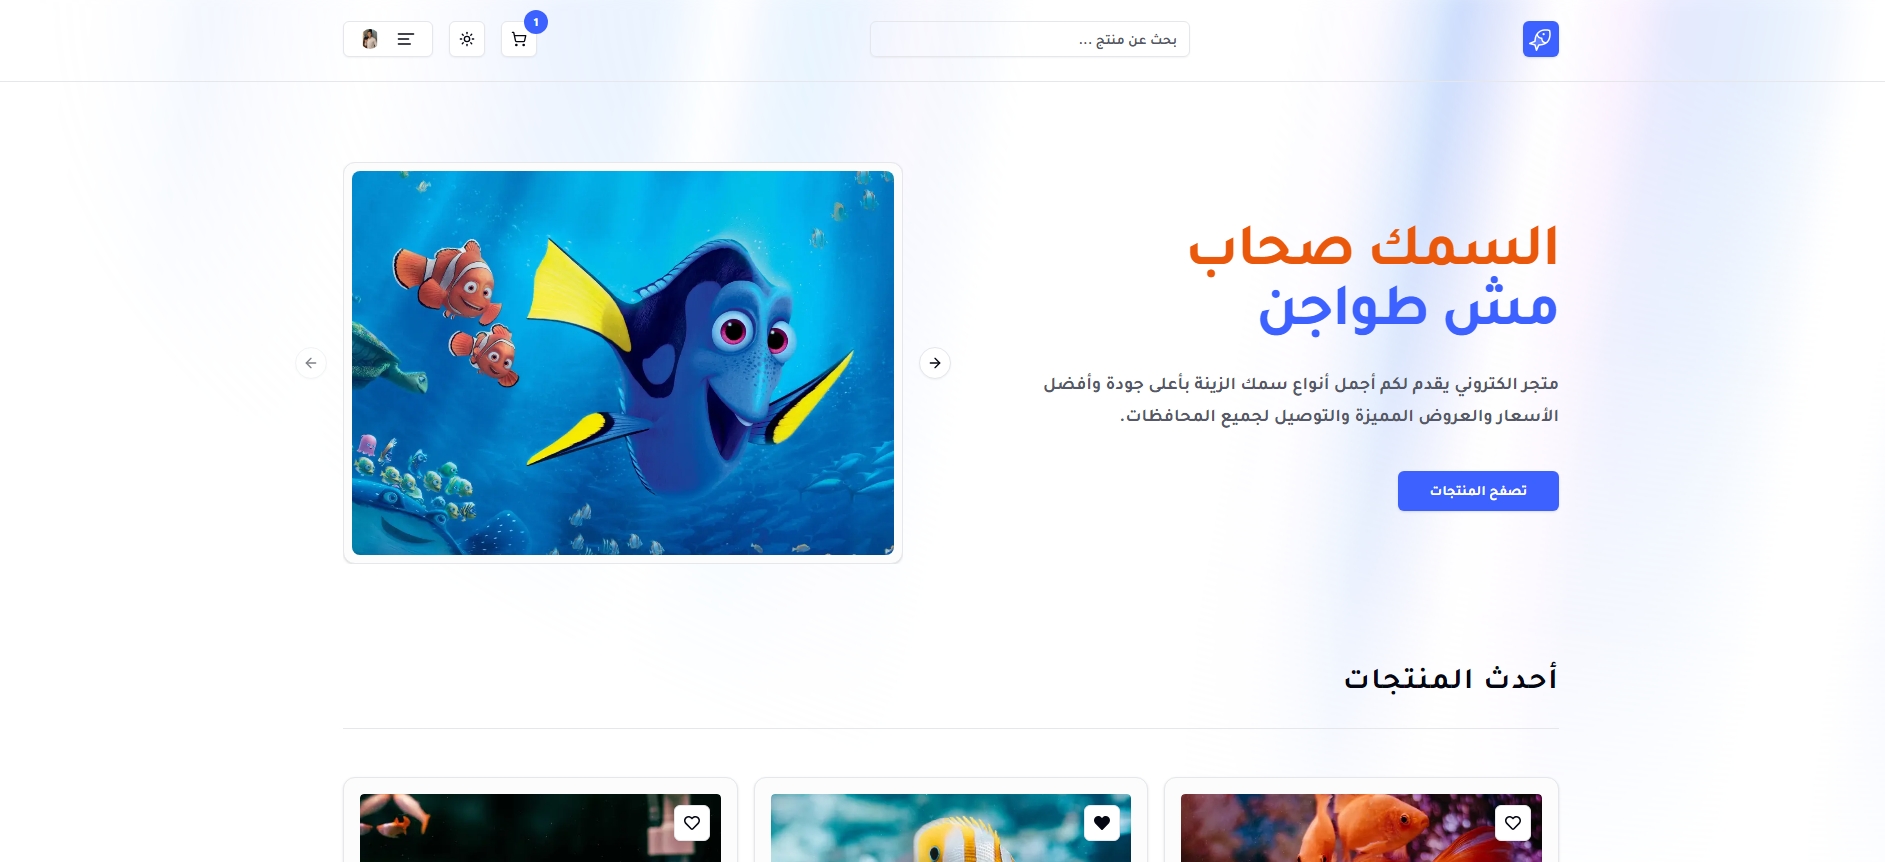 بحث عن منتج ...
1
السمك صحاب
مش طواجن
متجر الكتروني يقدم لكم أجمل أنواع سمك الزينة بأعلى جودة وأفضل
الأسعار والعروض المميزة والتوصيل لجميع المحافظات.
تصفح المنتجات
أحدث المنتجات